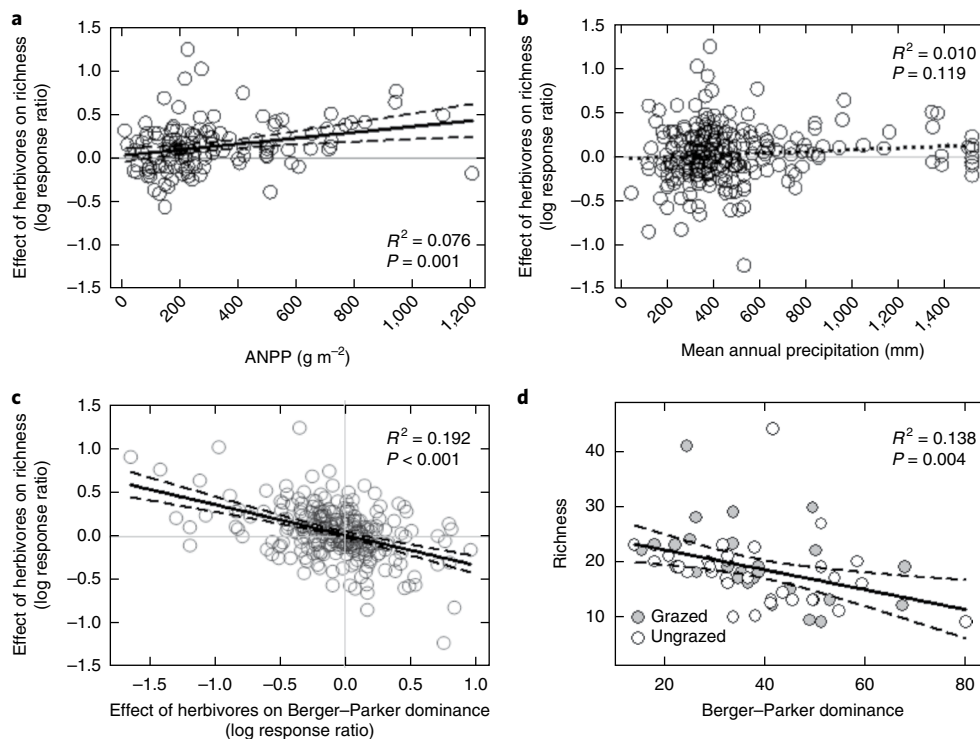 a
1.5
1.0
0.5
0.0
−0.5
−1.0
−1.5
Effect of herbivores on richness
(log response ratio)
R² = 0.076
P = 0.001
0
200
400
600
800
1,000
1,200
ANPP (g m⁻²)
b
1.5
1.0
0.5
0.0
−0.5
−1.0
−1.5
Effect of herbivores on richness
(log response ratio)
R² = 0.010
P = 0.119
0
200
400
600
800
1,000
1,200
1,400
Mean annual precipitation (mm)
c
1.5
1.0
0.5
0.0
−0.5
−1.0
−1.5
Effect of herbivores on richness
(log response ratio)
R² = 0.192
P < 0.001
−1.5 −1.0 −0.5 0.0 0.5 1.0
Effect of herbivores on Berger–Parker dominance
(log response ratio)
d
40
30
20
10
Richness
R² = 0.138
P = 0.004
Grazed
Ungrazed
20 40 60 80
Berger–Parker dominance